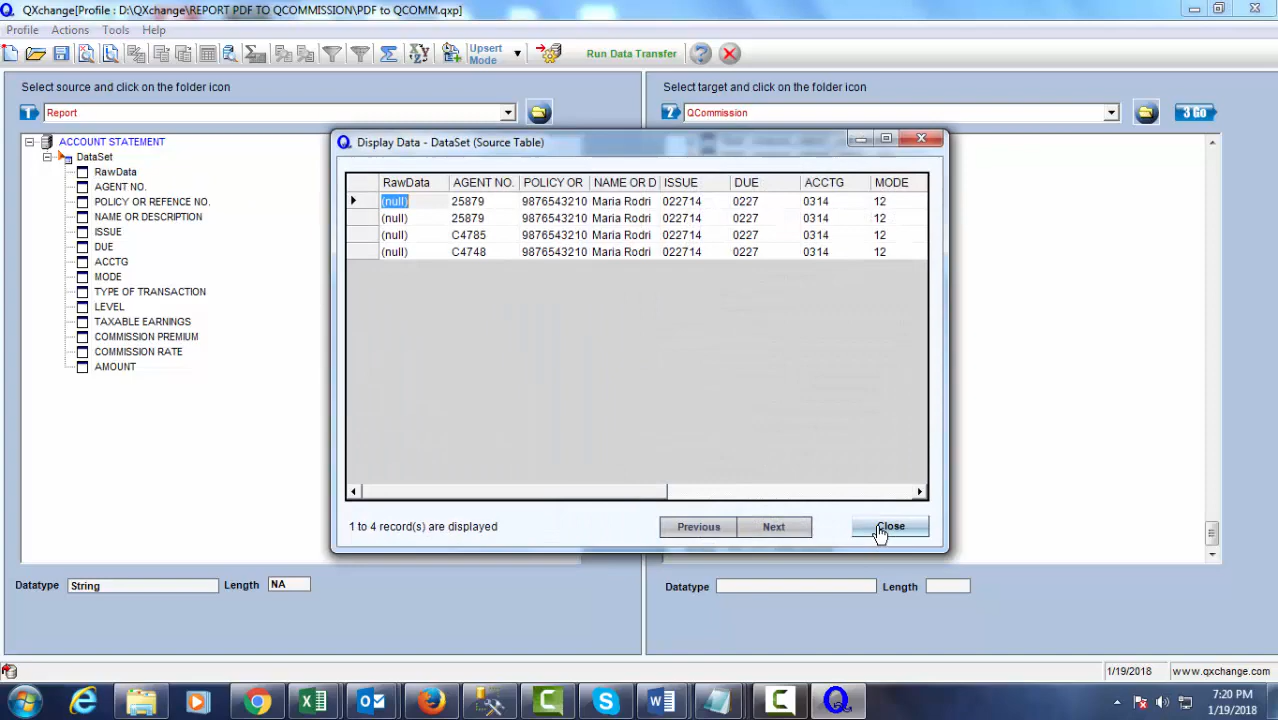 QXchange[Profile : D:\QXchange\REPORT PDF TO QCOMMISSION\PDF to QCOMM.qxp]
Profile Actions Tools Help
Upsert Mode
Run Data Transfer
Select source and click on the folder icon
Select target and click on the folder icon
Report
QCommission
3 Go
ACCOUNT STATEMENT
DataSet
RawData
AGENT NO.
POLICY OR REFENCE NO.
NAME OR DESCRIPTION
ISSUE
DUE
ACCTG
MODE
TYPE OF TRANSACTION
LEVEL
TAXABLE EARNINGS
COMMISSION PREMIUM
COMMISSION RATE
AMOUNT
Display Data - DataSet (Source Table)
RawData AGENT NO. POLICY OR NAME OR D ISSUE DUE ACCTG MODE
(null) 25879 9876543210 Maria Rodri 022714 0227 0314 12
(null) 25879 9876543210 Maria Rodri 022714 0227 0314 12
(null) C4785 9876543210 Maria Rodri 022714 0227 0314 12
(null) C4748 9876543210 Maria Rodri 022714 0227 0314 12
1 to 4 record(s) are displayed
Previous Next Close
Datatype String Length NA
Datatype Length
1/19/2018 www.qxchange.com
7:20 PM
1/19/2018